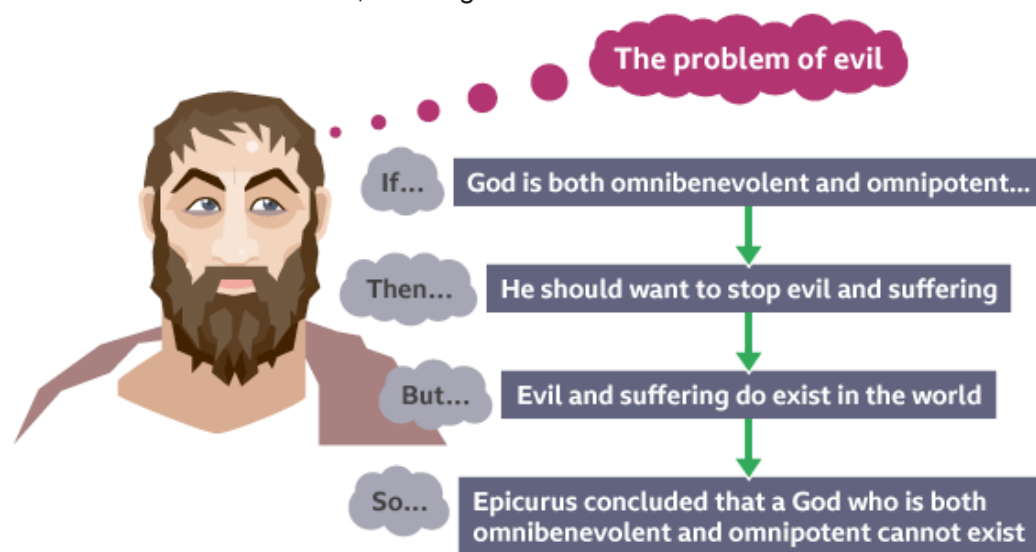 The problem of evil
If...
God is both omnibenevolent and omnipotent...
Then...
He should want to stop evil and suffering
But...
Evil and suffering do exist in the world
So...
Epicurus concluded that a God who is both
omnibenevolent and omnipotent cannot exist